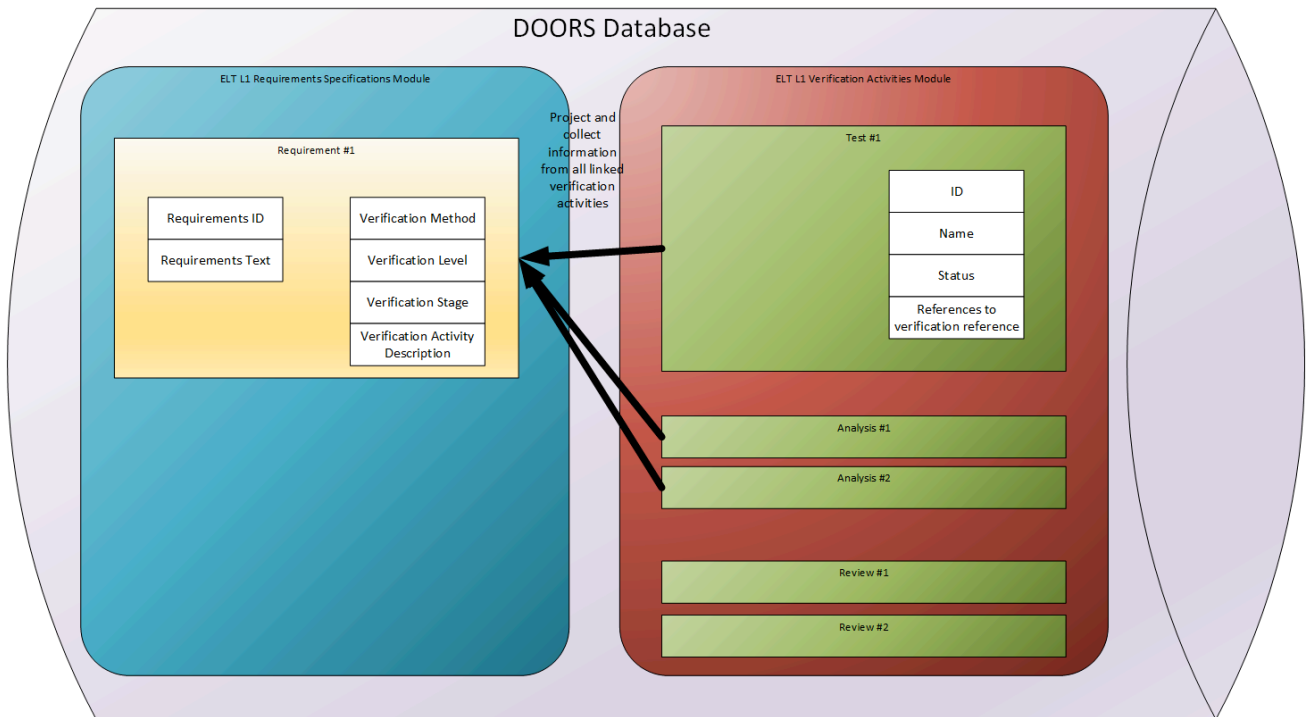 DOORS Database
ELT L1 Requirements Specifications Module
Requirement #1
Requirements ID
Requirements Text
Verification Method
Verification Level
Verification Stage
Verification Activity
Description
Project and
collect
information
from all linked
verification
activities
ELT L1 Verification Activities Module
Test #1
ID
Name
Status
References to
verification reference
Analysis #1
Analysis #2
Review #1
Review #2